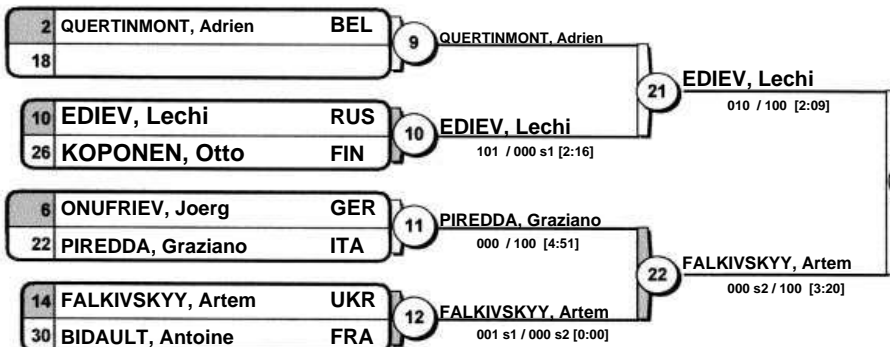 2 QUERTINMONT, Adrien BEL
18
9
QUERTINMONT, Adrien
10 EDIEV, Lechi RUS
26 KOPONEN, Otto FIN
10
EDIEV, Lechi
101 / 000 s1 [2:16]
21
EDIEV, Lechi
010 / 100 [2:09]
6 ONUFRIEV, Joerg GER
22 PIREDDA, Graziano ITA
11
PIREDDA, Graziano
000 / 100 [4:51]
14 FALKIVSKYY, Artem UKR
30 BIDAULT, Antoine FRA
12
FALKIVSKYY, Artem
001 s1 / 000 s2 [0:00]
22
FALKIVSKYY, Artem
000 s2 / 100 [3:20]